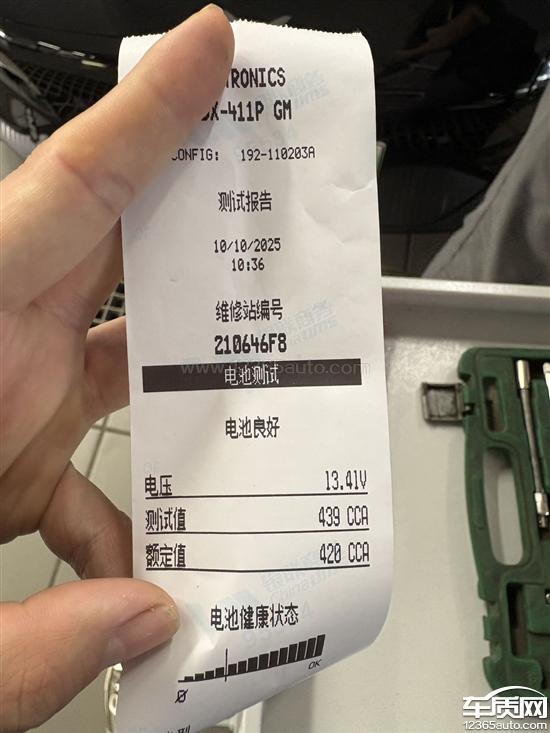 TRONICS
411P GM
CONFIG: 192-110203A
测试报告
10/10/2025
10:36
维修站编号
210646F8
电池测试
电池良好
电压 13.41V
测试值 439 CCA
额定值 420 CCA
电池健康状态
OK
车质网
12365auto.com